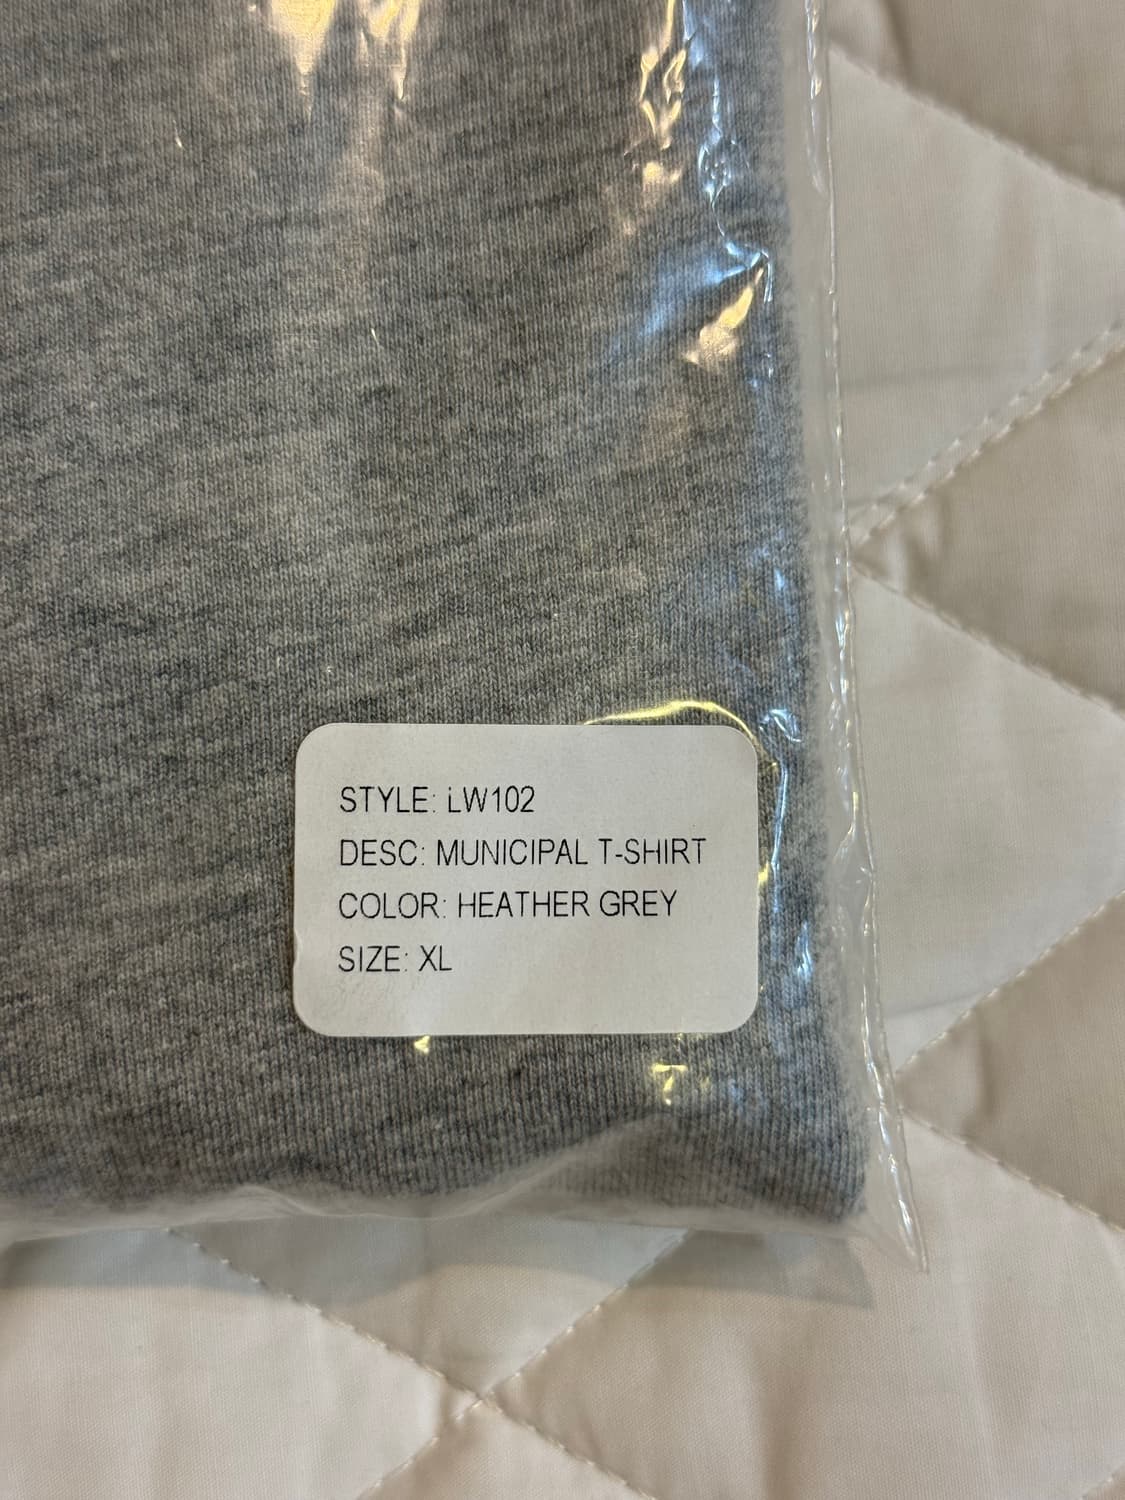 STYLE: LW102
DESC: MUNICIPAL T-SHIRT
COLOR: HEATHER GREY
SIZE: XL